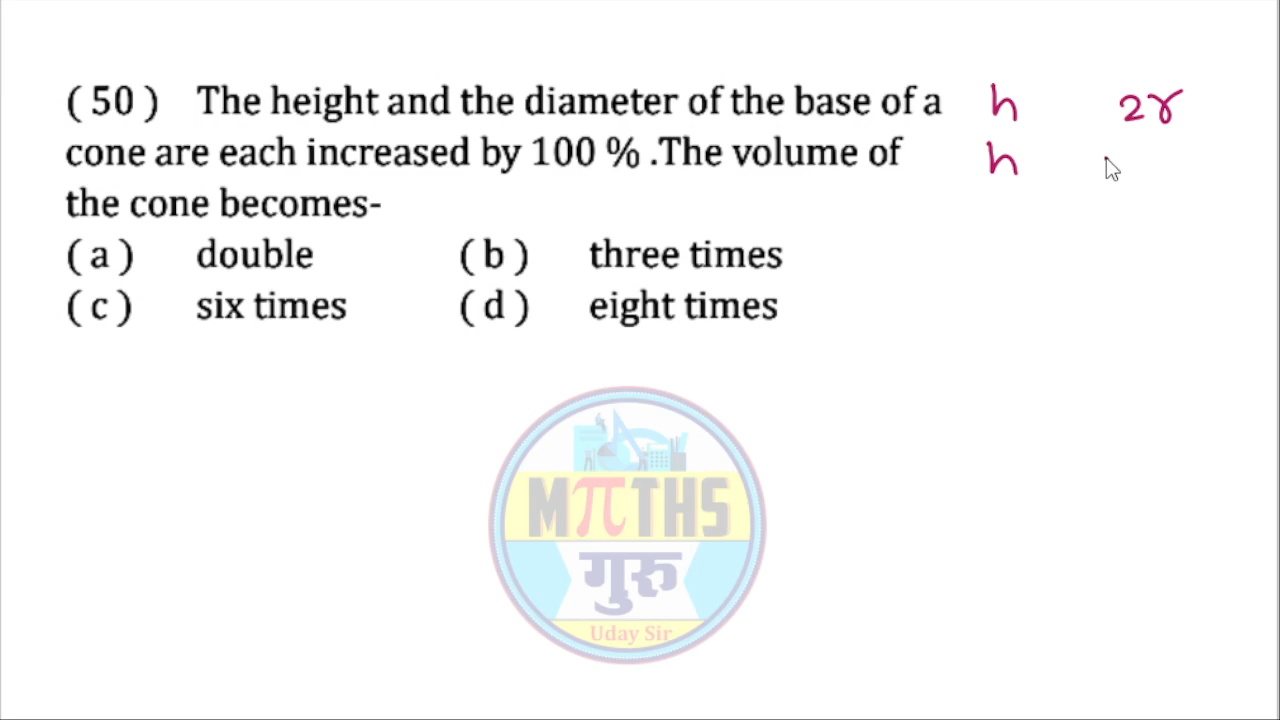 ( 50 ) The height and the diameter of the base of a
cone are each increased by 100 % .The volume of
the cone becomes-
( a ) double ( b ) three times
( c ) six times ( d ) eight times
h 2r
h
MπTHS
गुरु
Uday Sir